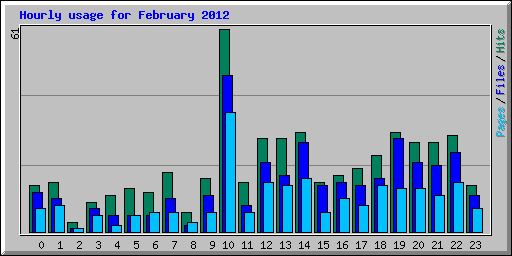 Hourly usage for February 2012
61
Pages / Files / Hits
0 1 2 3 4 5 6 7 8 9 10 11 12 13 14 15 16 17 18 19 20 21 22 23